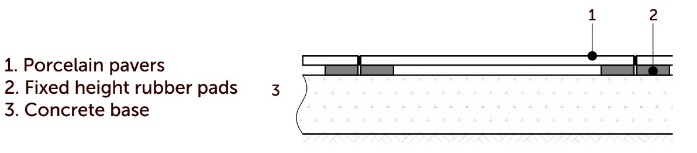 1 2
1. Porcelain pavers
2. Fixed height rubber pads
3. Concrete base
3